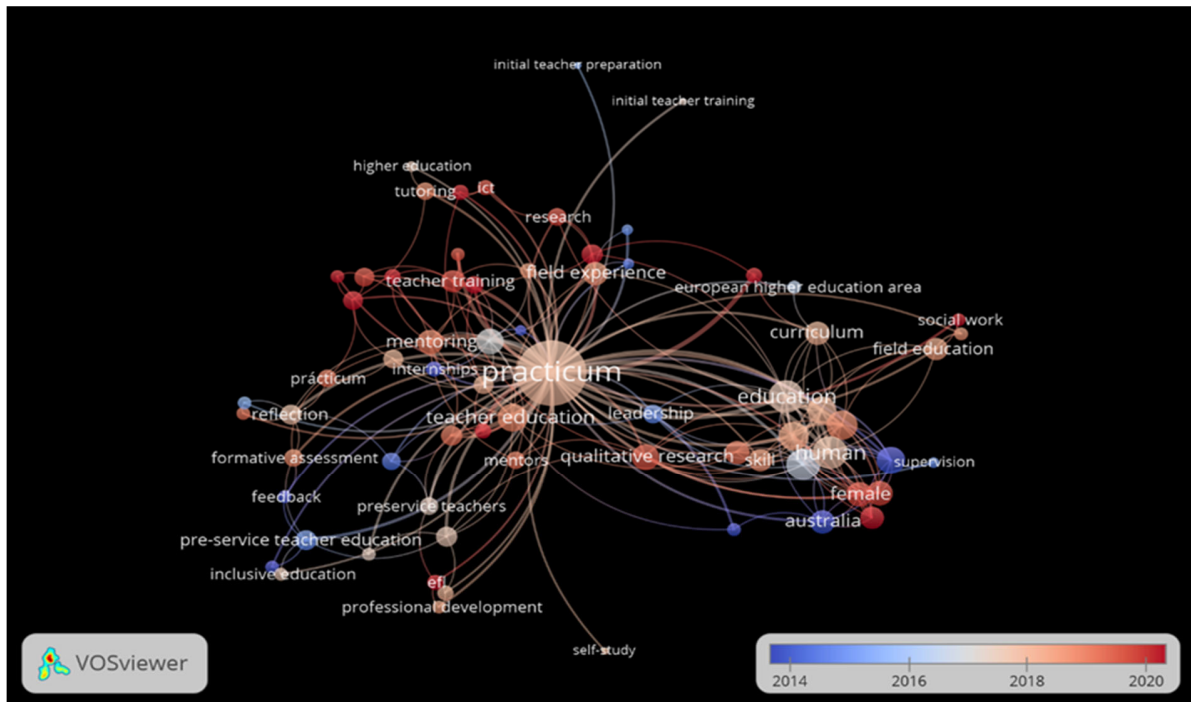 initial teacher preparation
initial teacher training
higher education
tutoring
ict
research
field experience
teacher training
european higher education area
social work
curriculum
field education
mentoring
internships
practicum
prácticum
education
reflection
teacher education
leadership
human
formative assessment
mentors
qualitative research
skill
supervision
feedback
preservice teachers
female
australia
pre-service teacher education
inclusive education
efl
professional development
self-study
VOSviewer
2014
2016
2018
2020